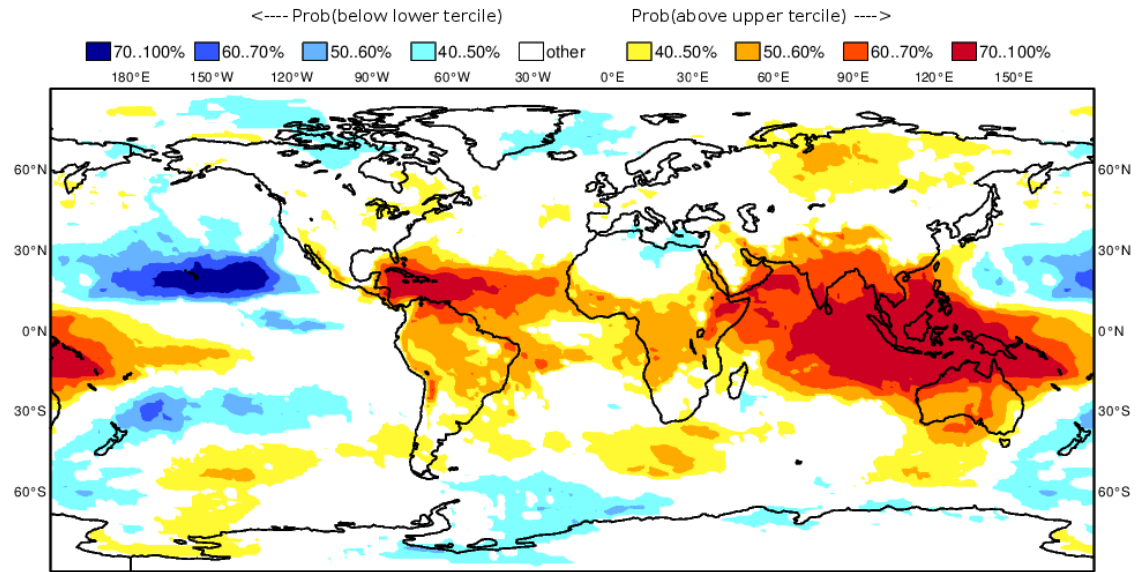 <---- Prob(below lower tercile) Prob(above upper tercile) ---->
70..100% 60..70% 50..60% 40..50% other 40..50% 50..60% 60..70% 70..100%
180°E 150°W 120°W 90°W 60°W 30°W 0°E 30°E 60°E 90°E 120°E 150°E
60°N 60°N
30°N 30°N
0°N 0°N
30°S 30°S
60°S 60°S